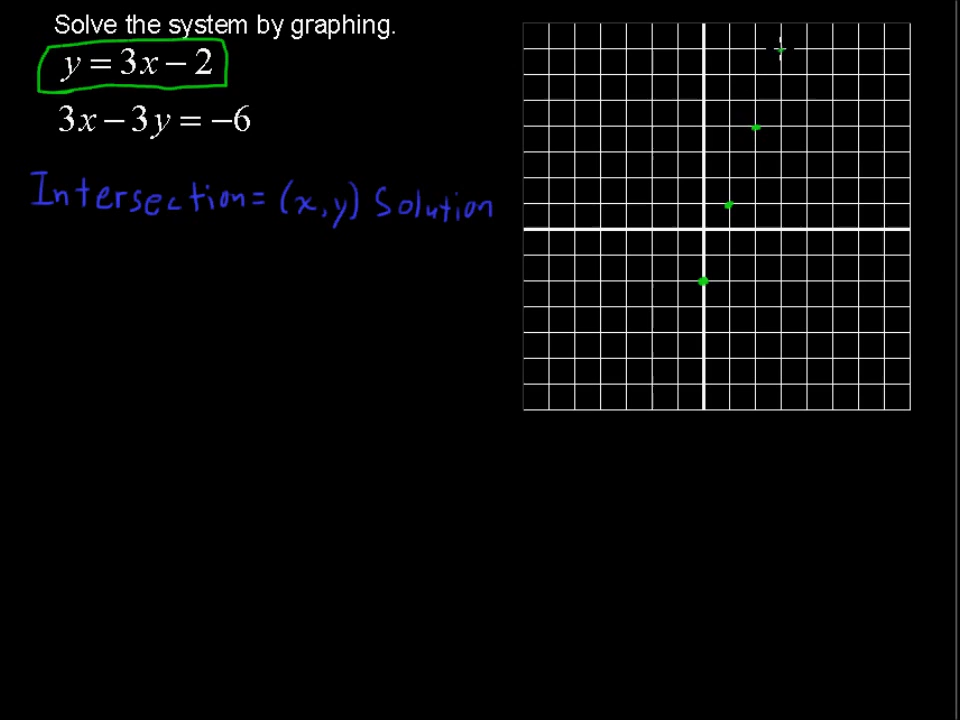 Solve the system by graphing.
y = 3x − 2
3x − 3y = −6
Intersection = (x, y) Solution